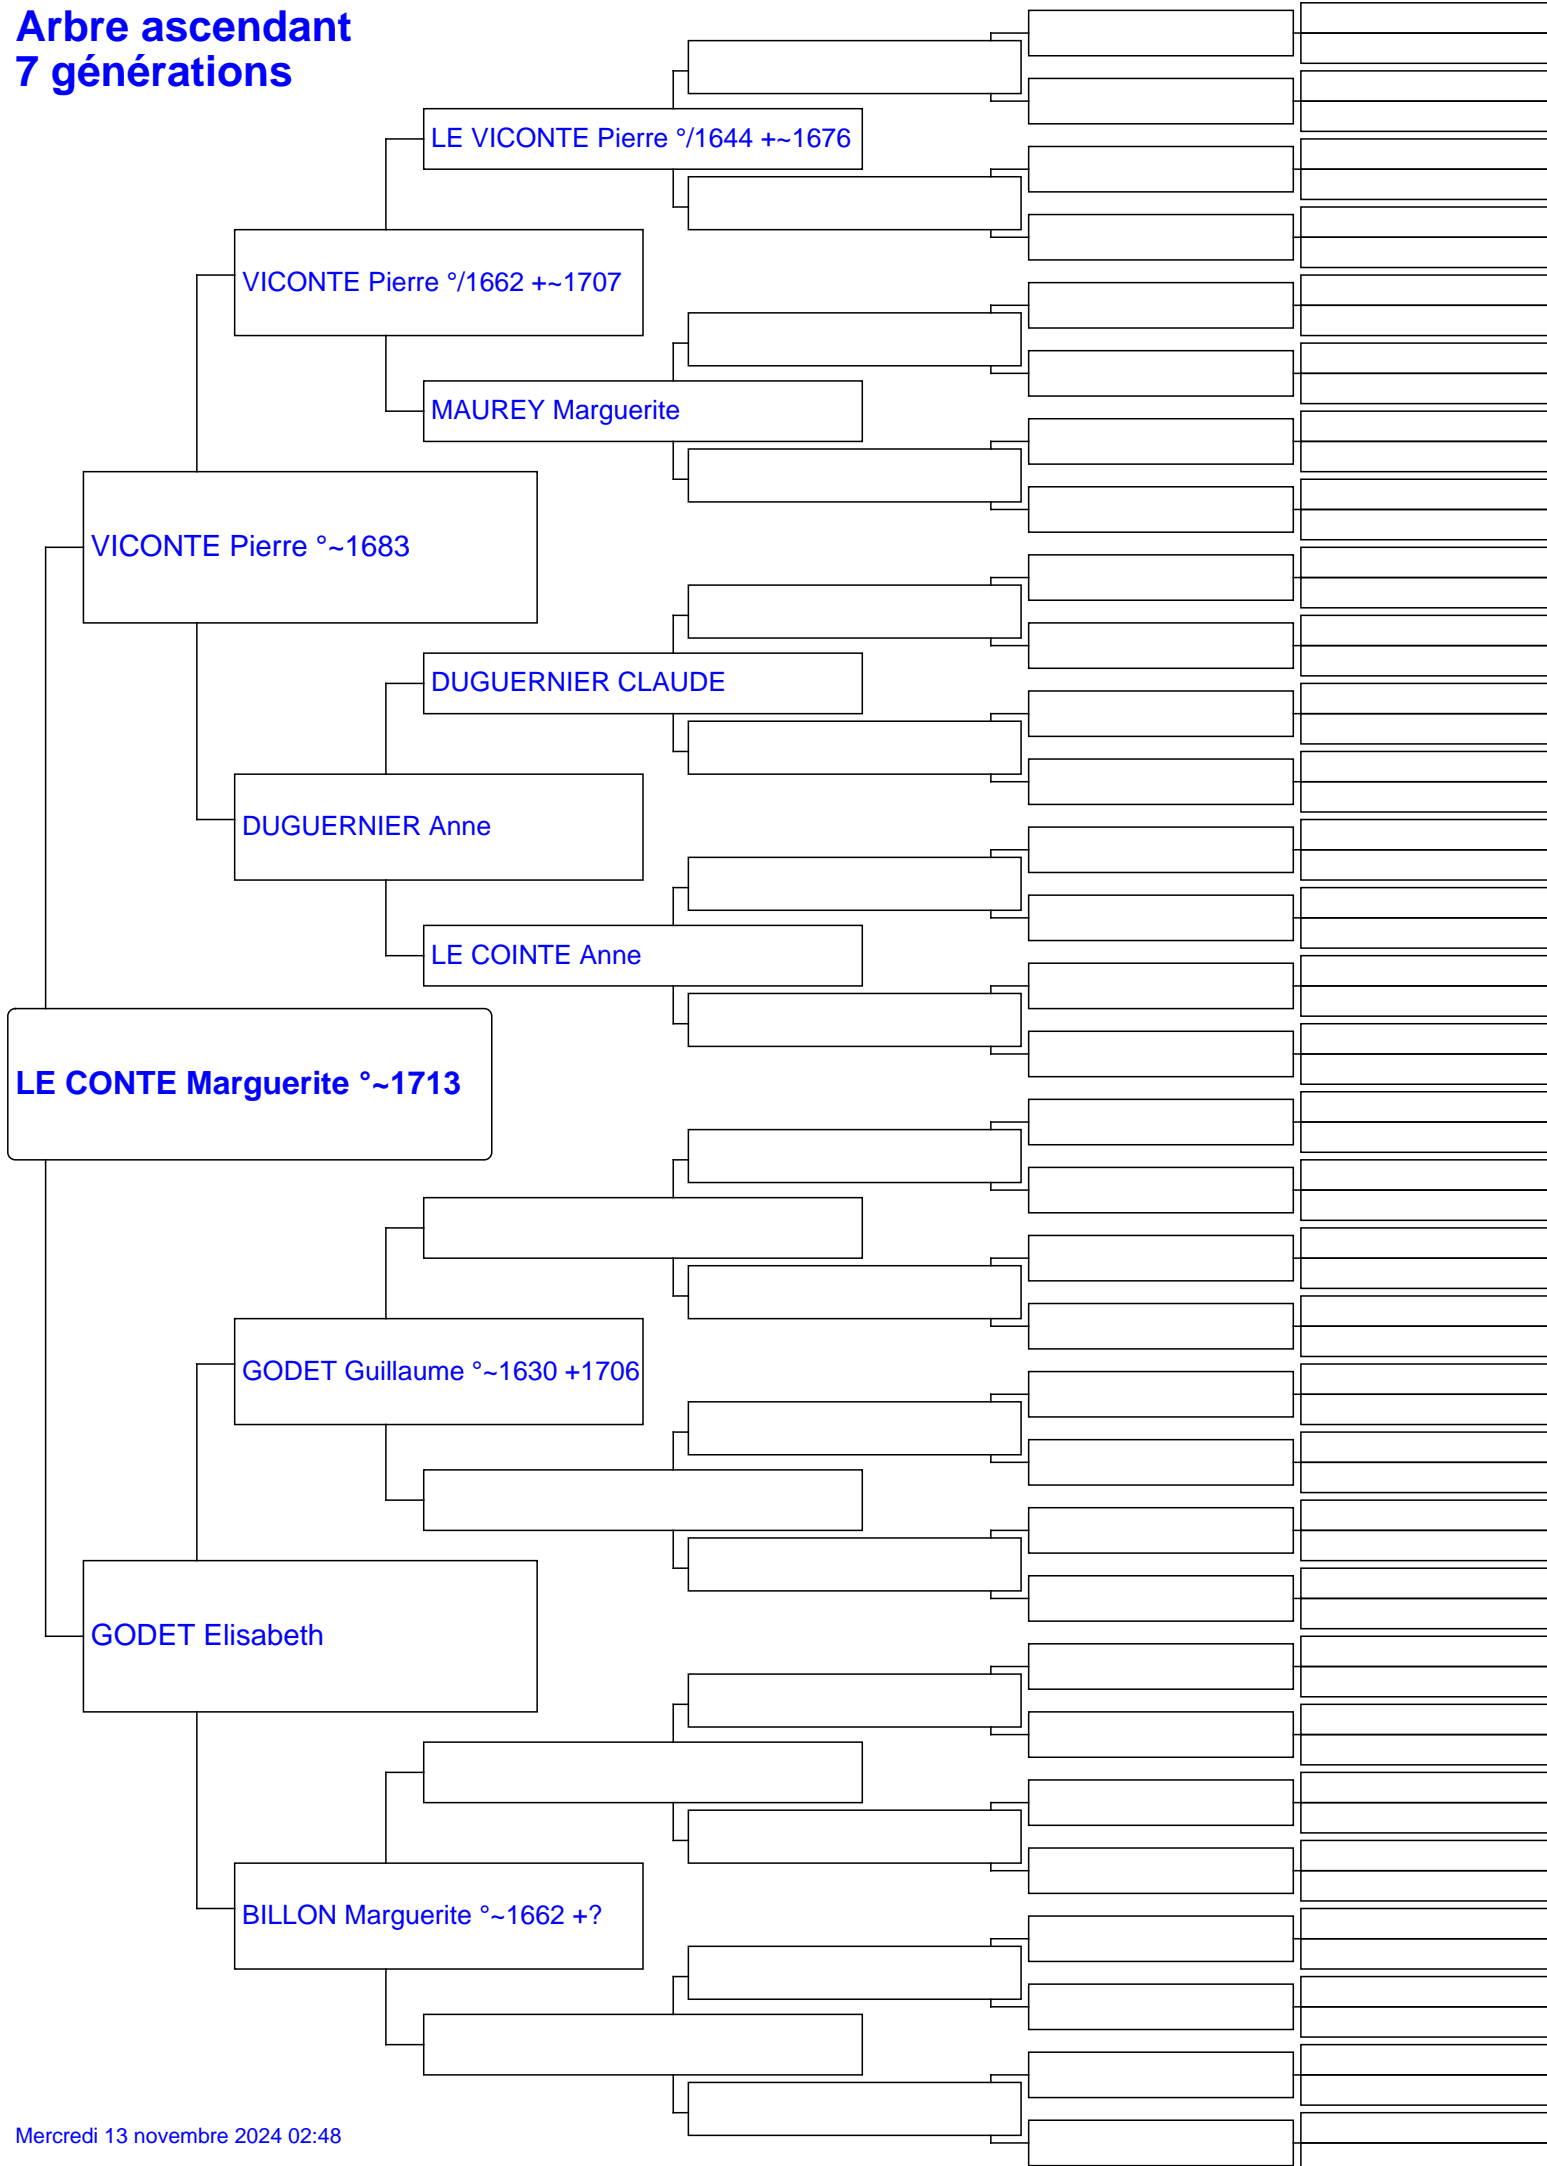 Arbre ascendant
7 générations
LE VICONTE Pierre °/1644 +~1676
VICONTE Pierre °/1662 +~1707
MAUREY Marguerite
VICONTE Pierre °~1683
DUGUERNIER CLAUDE
DUGUERNIER Anne
LE COINTE Anne
LE CONTE Marguerite °~1713
GODET Guillaume °~1630 +1706
GODET Elisabeth
BILLON Marguerite °~1662 +?
Mercredi 13 novembre 2024 02:48